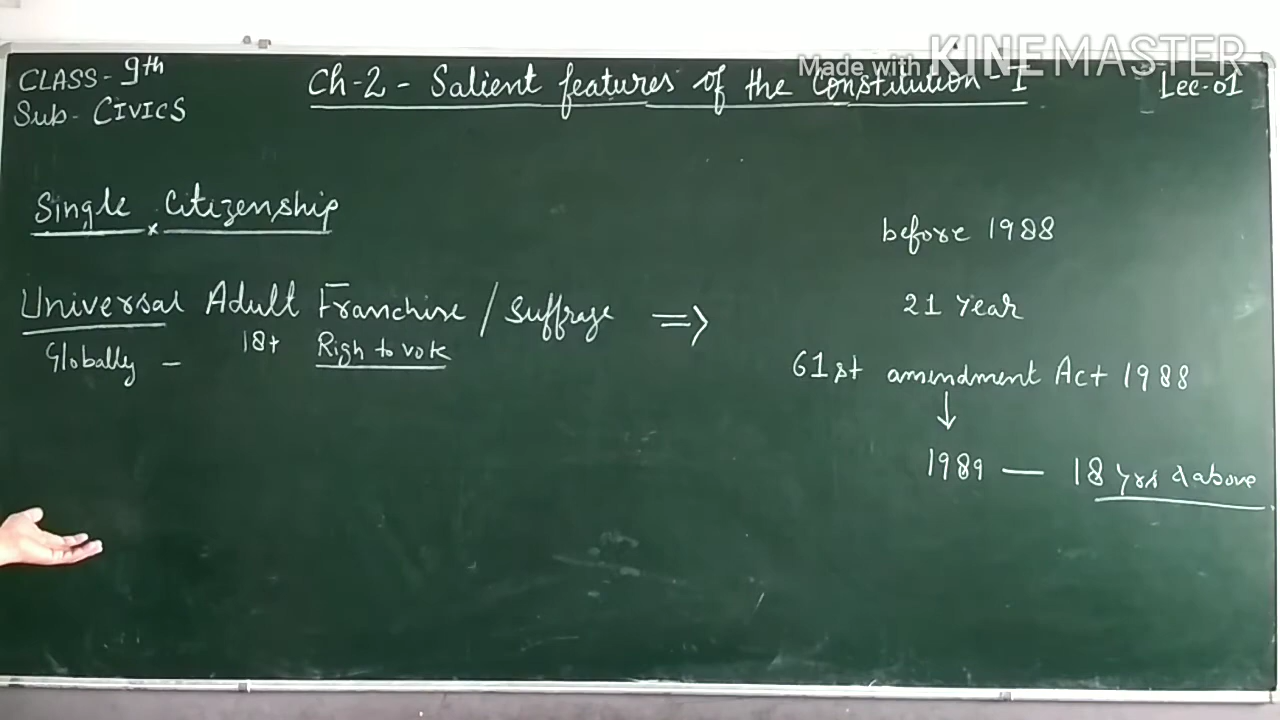 CLASS- 9th
Sub- CIVICS
Ch-2 - Salient features of the Constitution - I
Made with KINEMASTER
Lec-01
Single Citizenship
x
Universal Adult Franchise / Suffrage =>
Globally - 18+ Righ to vote
before 1988
21 Year
61st amendment Act 1988
↓
1989 — 18 yrs & above